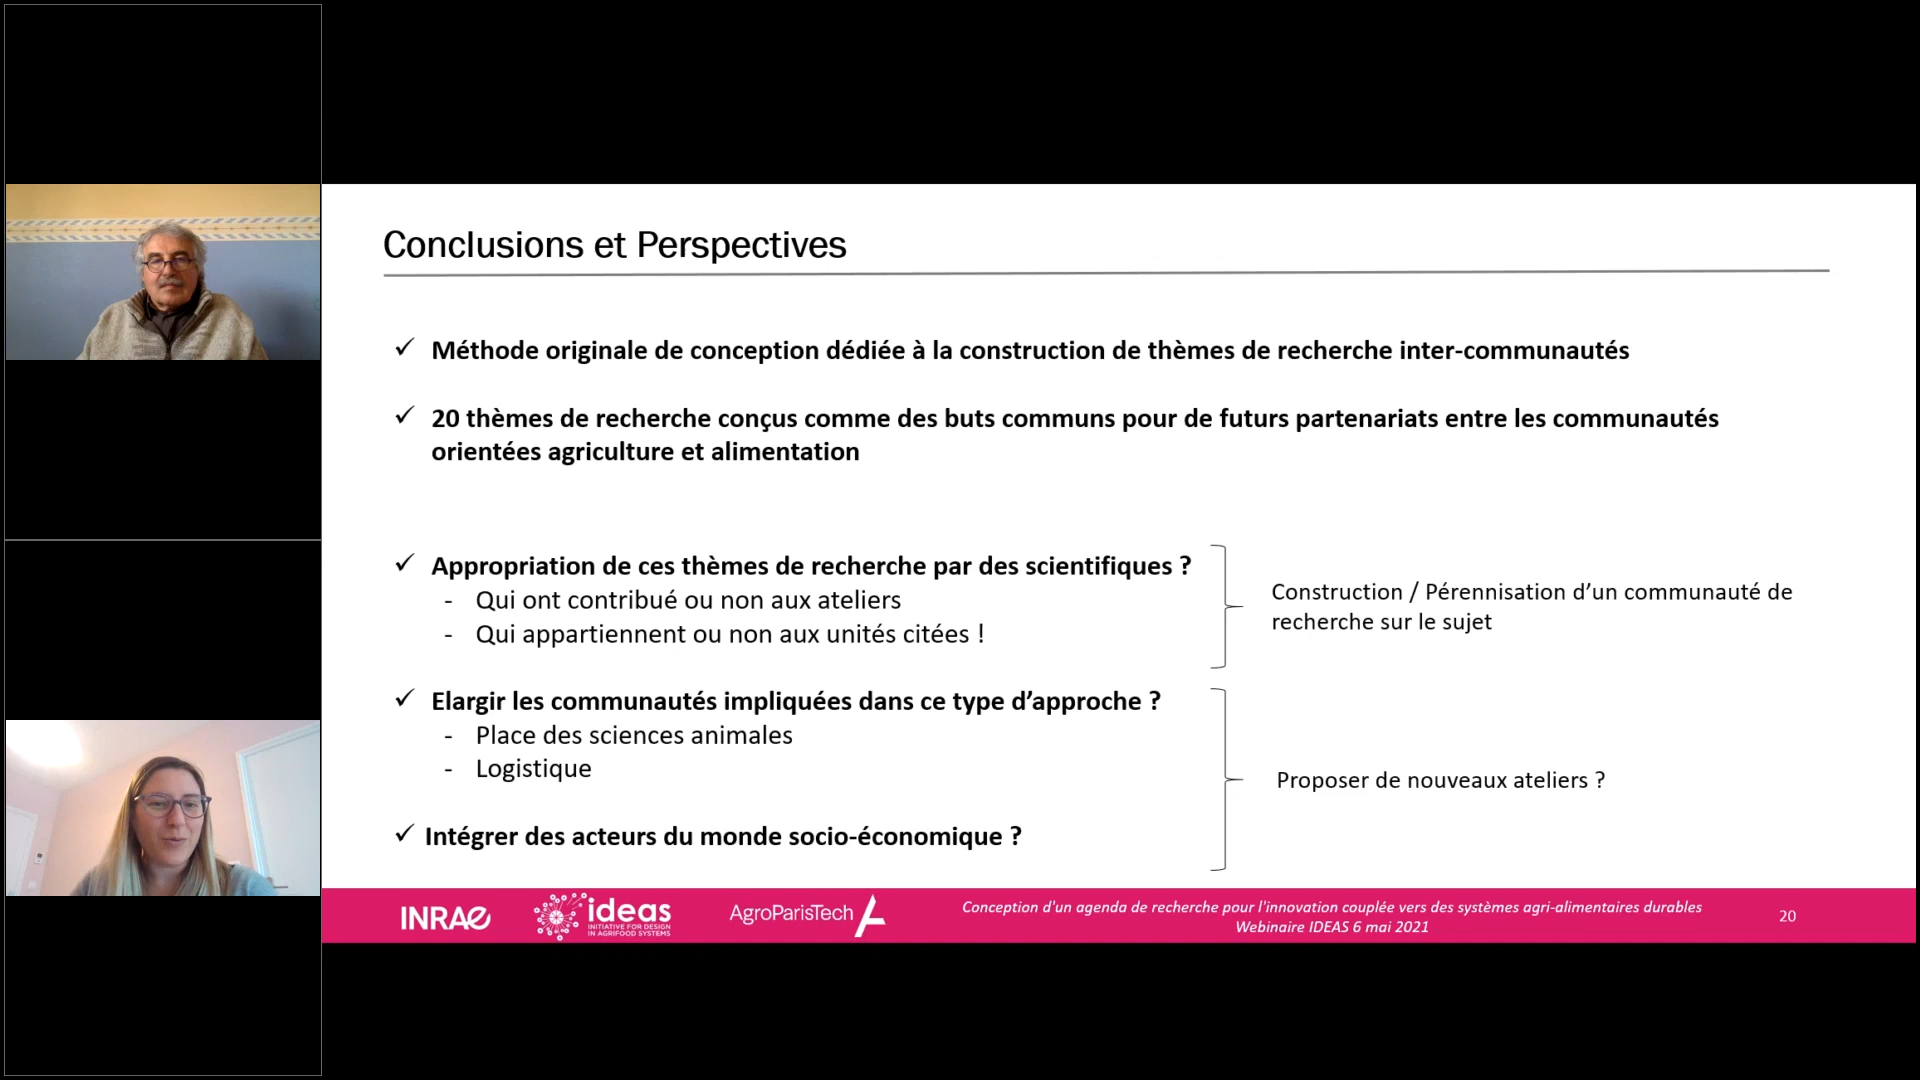 Conclusions et Perspectives
✓ Méthode originale de conception dédiée à la construction de thèmes de recherche inter-communautés
✓ 20 thèmes de recherche conçus comme des buts communs pour de futurs partenariats entre les communautés
orientées agriculture et alimentation
✓ Appropriation de ces thèmes de recherche par des scientifiques ?
- Qui ont contribué ou non aux ateliers
- Qui appartiennent ou non aux unités citées !
Construction / Pérennisation d’un communauté de
recherche sur le sujet
✓ Elargir les communautés impliquées dans ce type d’approche ?
- Place des sciences animales
- Logistique
✓ Intégrer des acteurs du monde socio-économique ?
Proposer de nouveaux ateliers ?
INRAE
ideas
INITIATIVE FOR DESIGN
IN AGRIFOOD SYSTEMS
AgroParisTech
Conception d'un agenda de recherche pour l'innovation couplée vers des systèmes agri-alimentaires durables
Webinaire IDEAS 6 mai 2021
20